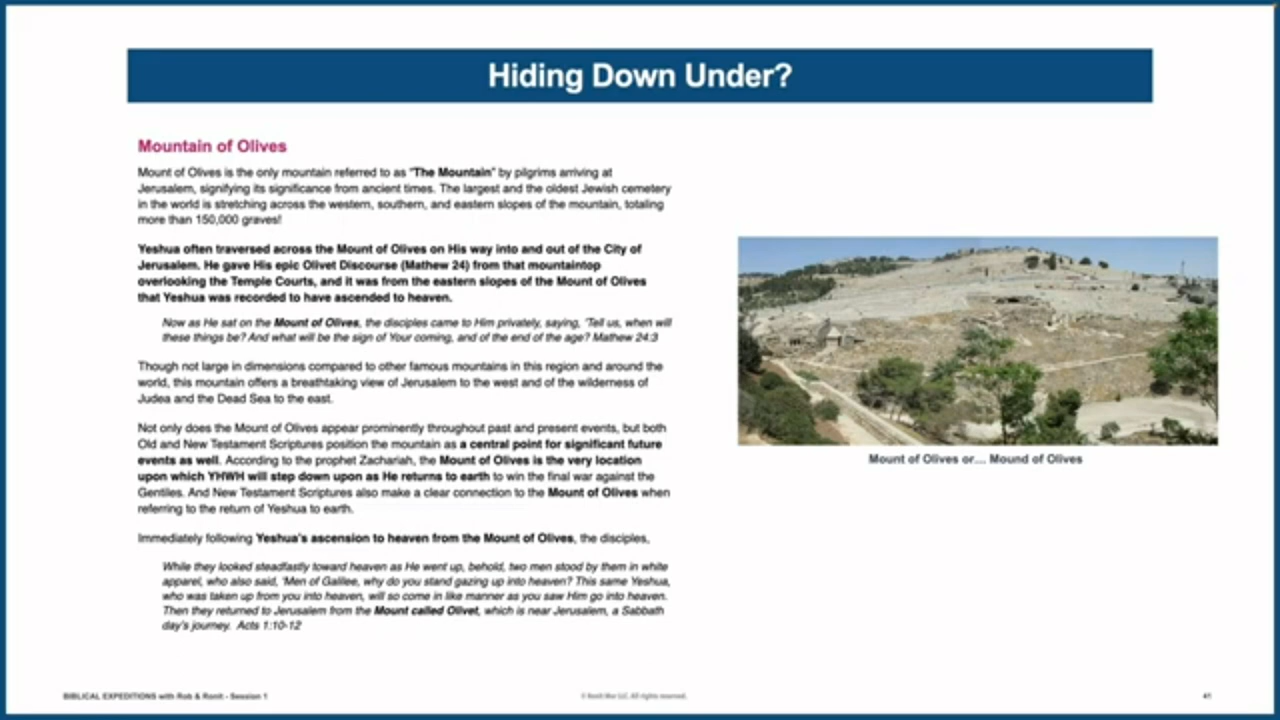 Hiding Down Under?
Mountain of Olives
Mount of Olives is the only mountain referred to as "The Mountain" by pilgrims arriving at
Jerusalem, signifying its significance from ancient times. The largest and the oldest Jewish cemetery
in the world is stretching across the western, southern, and eastern slopes of the mountain, totaling
more than 150,000 graves!
Yeshua often traversed across the Mount of Olives on His way into and out of the City of
Jerusalem. He gave His epic Olivet Discourse (Mathew 24) from that mountaintop
overlooking the Temple Courts, and it was from the eastern slopes of the Mount of Olives
that Yeshua was recorded to have ascended to heaven.
Now as He sat on the Mount of Olives, the disciples came to Him privately, saying, 'Tell us, when will
these things be? And what will be the sign of Your coming, and of the end of the age? Mathew 24:3
Though not large in dimensions compared to other famous mountains in this region and around the
world, this mountain offers a breathtaking view of Jerusalem to the west and of the wilderness of
Judea and the Dead Sea to the east.
Not only does the Mount of Olives appear prominently throughout past and present events, but both
Old and New Testament Scriptures position the mountain as a central point for significant future
events as well. According to the prophet Zachariah, the Mount of Olives is the very location
upon which YHWH will step down upon as He returns to earth to win the final war against the
Gentiles. And New Testament Scriptures also make a clear connection to the Mount of Olives when
referring to the return of Yeshua to earth.
Immediately following Yeshua's ascension to heaven from the Mount of Olives, the disciples,
While they looked steadfastly toward heaven as He went up, behold, two men stood by them in white
apparel, who also said, 'Men of Galilee, why do you stand gazing up into heaven? This same Yeshua,
who was taken up from you into heaven, will so come in like manner as you saw Him go into heaven.
Then they returned to Jerusalem from the Mount called Olivet, which is near Jerusalem, a Sabbath
day's journey. Acts 1:10-12
Mount of Olives or... Mound of Olives
BIBLICAL EXPEDITIONS with Rob & Ronit - Session 1
© Ronit Mor LLC. All rights reserved.
41